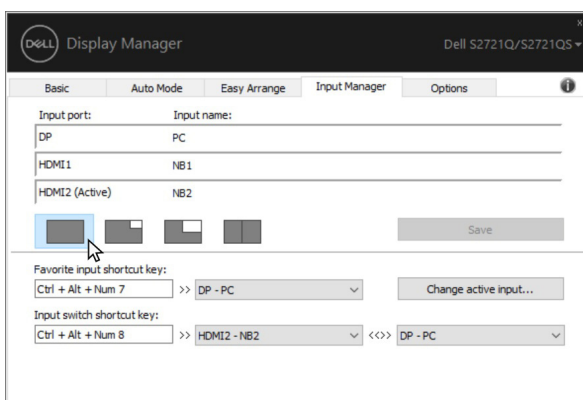 DELL Display Manager
Dell S2721Q/S2721QS
Basic Auto Mode Easy Arrange Input Manager Options
Input port: Input name:
DP PC
HDMI1 NB1
HDMI2 (Active) NB2
Save
Favorite input shortcut key:
Ctrl + Alt + Num 7 >> DP - PC Change active input...
Input switch shortcut key:
Ctrl + Alt + Num 8 >> HDMI2 - NB2 <<>> DP - PC